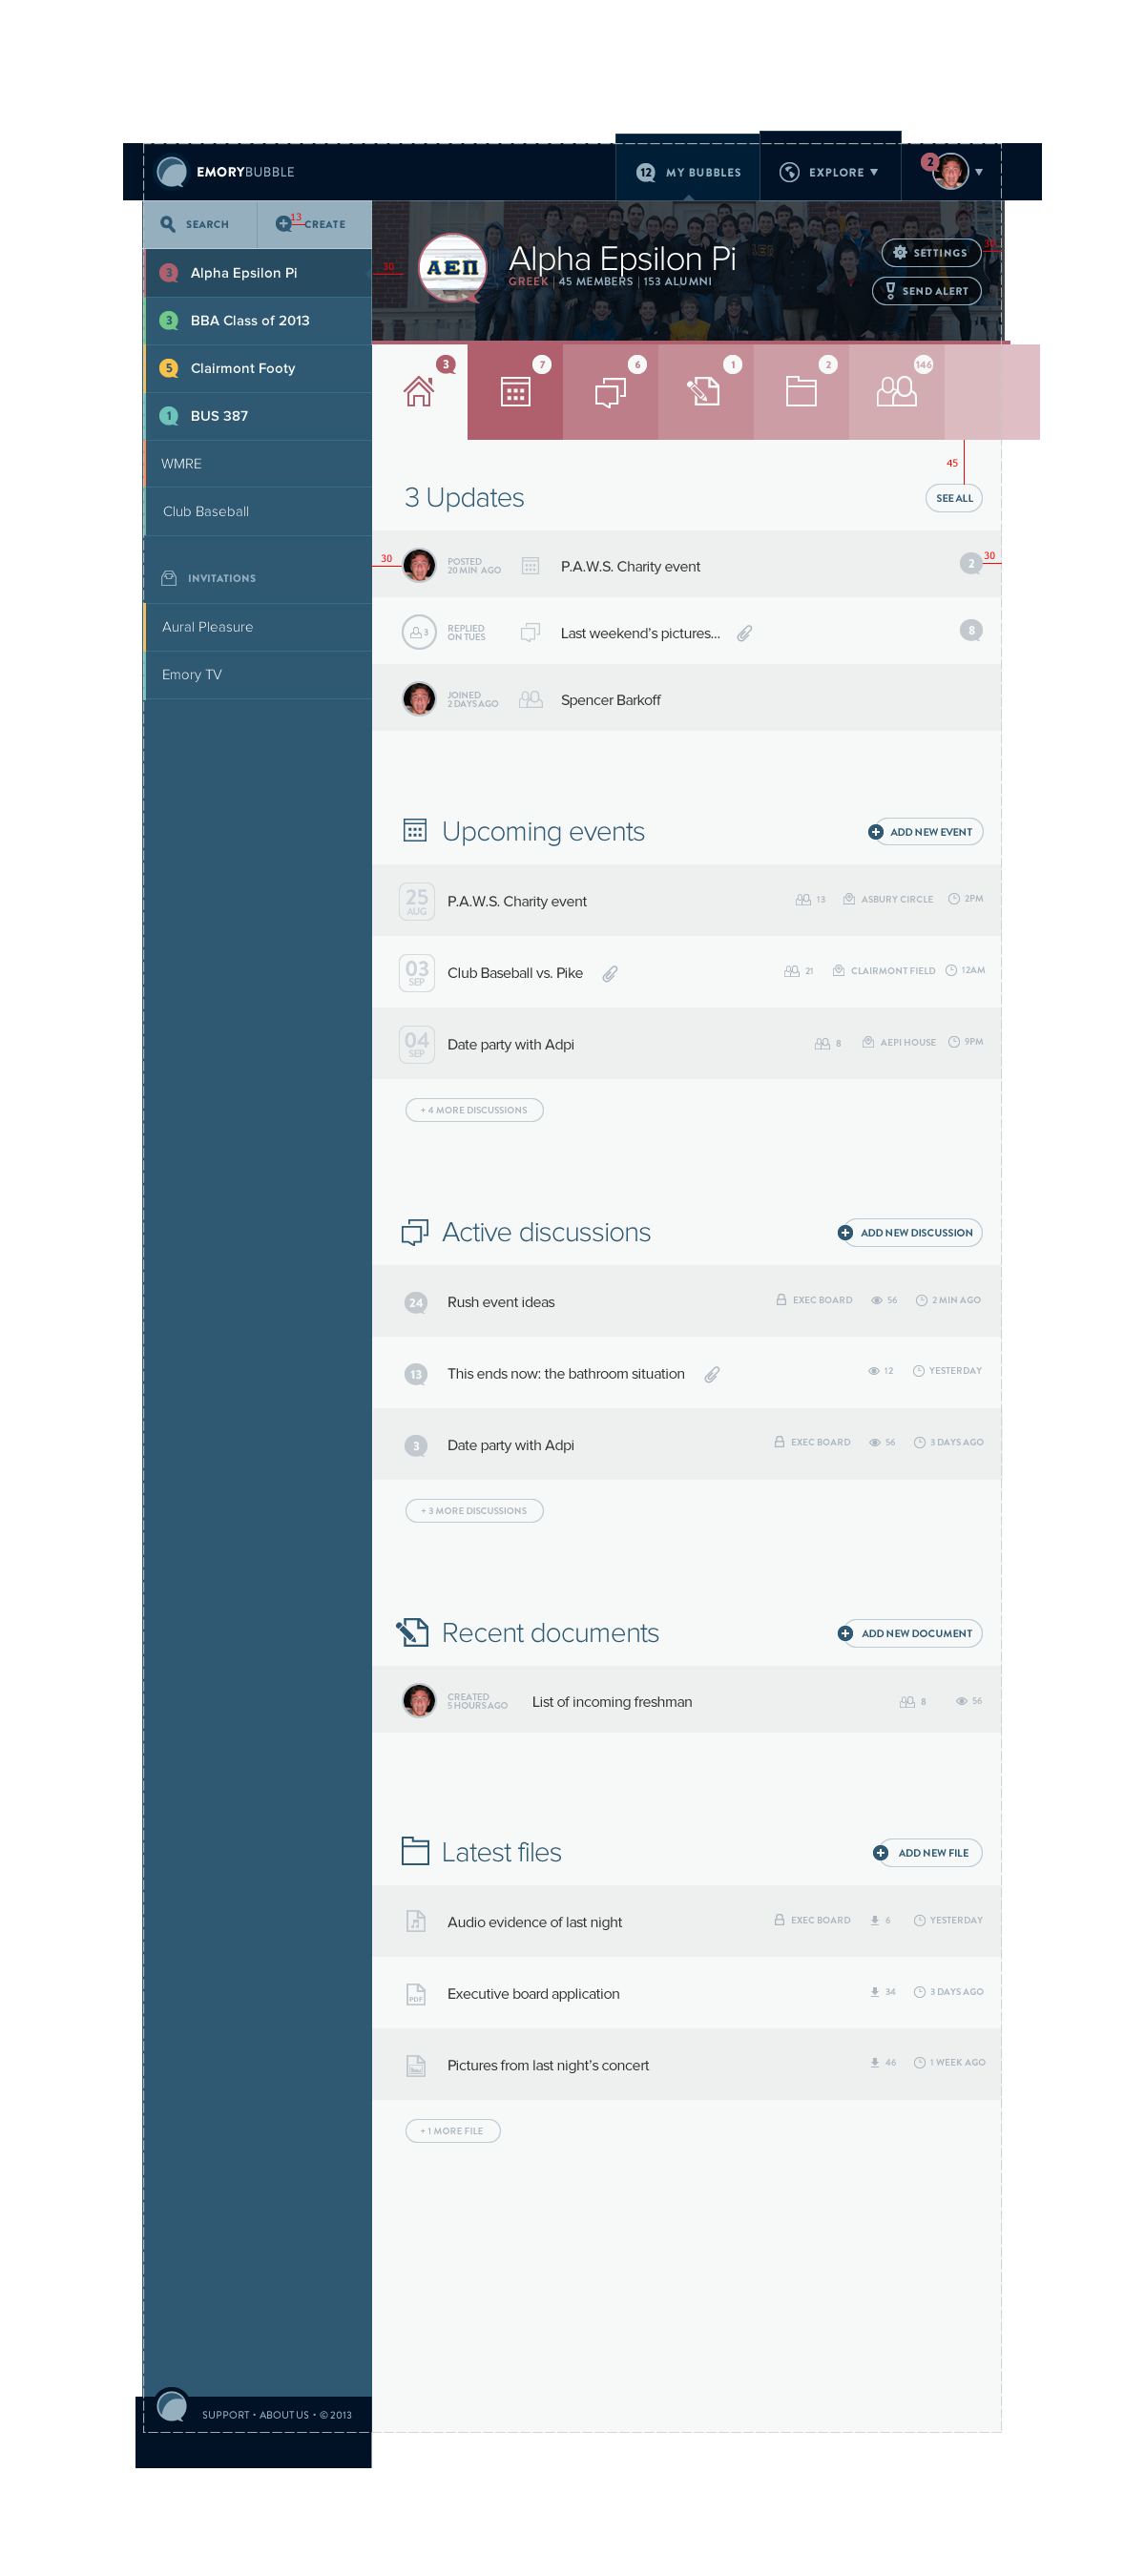 EMORYBUBBLE
12 MY BUBBLES
EXPLORE
2
SEARCH
13
CREATE
3 Alpha Epsilon Pi
3 BBA Class of 2013
5 Clairmont Footy
1 BUS 387
WMRE
Club Baseball
INVITATIONS
Aural Pleasure
Emory TV
30
ΑΕΠ
Alpha Epsilon Pi
GREEK | 45 MEMBERS | 153 ALUMNI
30
SETTINGS
SEND ALERT
3
7
6
1
2
146
45
3 Updates
SEE ALL
30
POSTED
20 MIN AGO
P.A.W.S. Charity event
2
30
3
REPLIED
ON TUES
Last weekend's pictures...
8
JOINED
2 DAYS AGO
Spencer Barkoff
Upcoming events
ADD NEW EVENT
25
AUG
P.A.W.S. Charity event
13 ASBURY CIRCLE 2PM
03
SEP
Club Baseball vs. Pike
21 CLAIRMONT FIELD 12AM
04
SEP
Date party with Adpi
8 AEPI HOUSE 9PM
+ 4 MORE DISCUSSIONS
Active discussions
ADD NEW DISCUSSION
24 Rush event ideas
EXEC BOARD 56 2 MIN AGO
13 This ends now: the bathroom situation
12 YESTERDAY
3 Date party with Adpi
EXEC BOARD 56 3 DAYS AGO
+ 3 MORE DISCUSSIONS
Recent documents
ADD NEW DOCUMENT
CREATED
5 HOURS AGO
List of incoming freshman
8 56
Latest files
ADD NEW FILE
Audio evidence of last night
EXEC BOARD 6 YESTERDAY
PDF
Executive board application
34 3 DAYS AGO
Pictures from last night's concert
46 1 WEEK AGO
+ 1 MORE FILE
SUPPORT • ABOUT US • © 2013